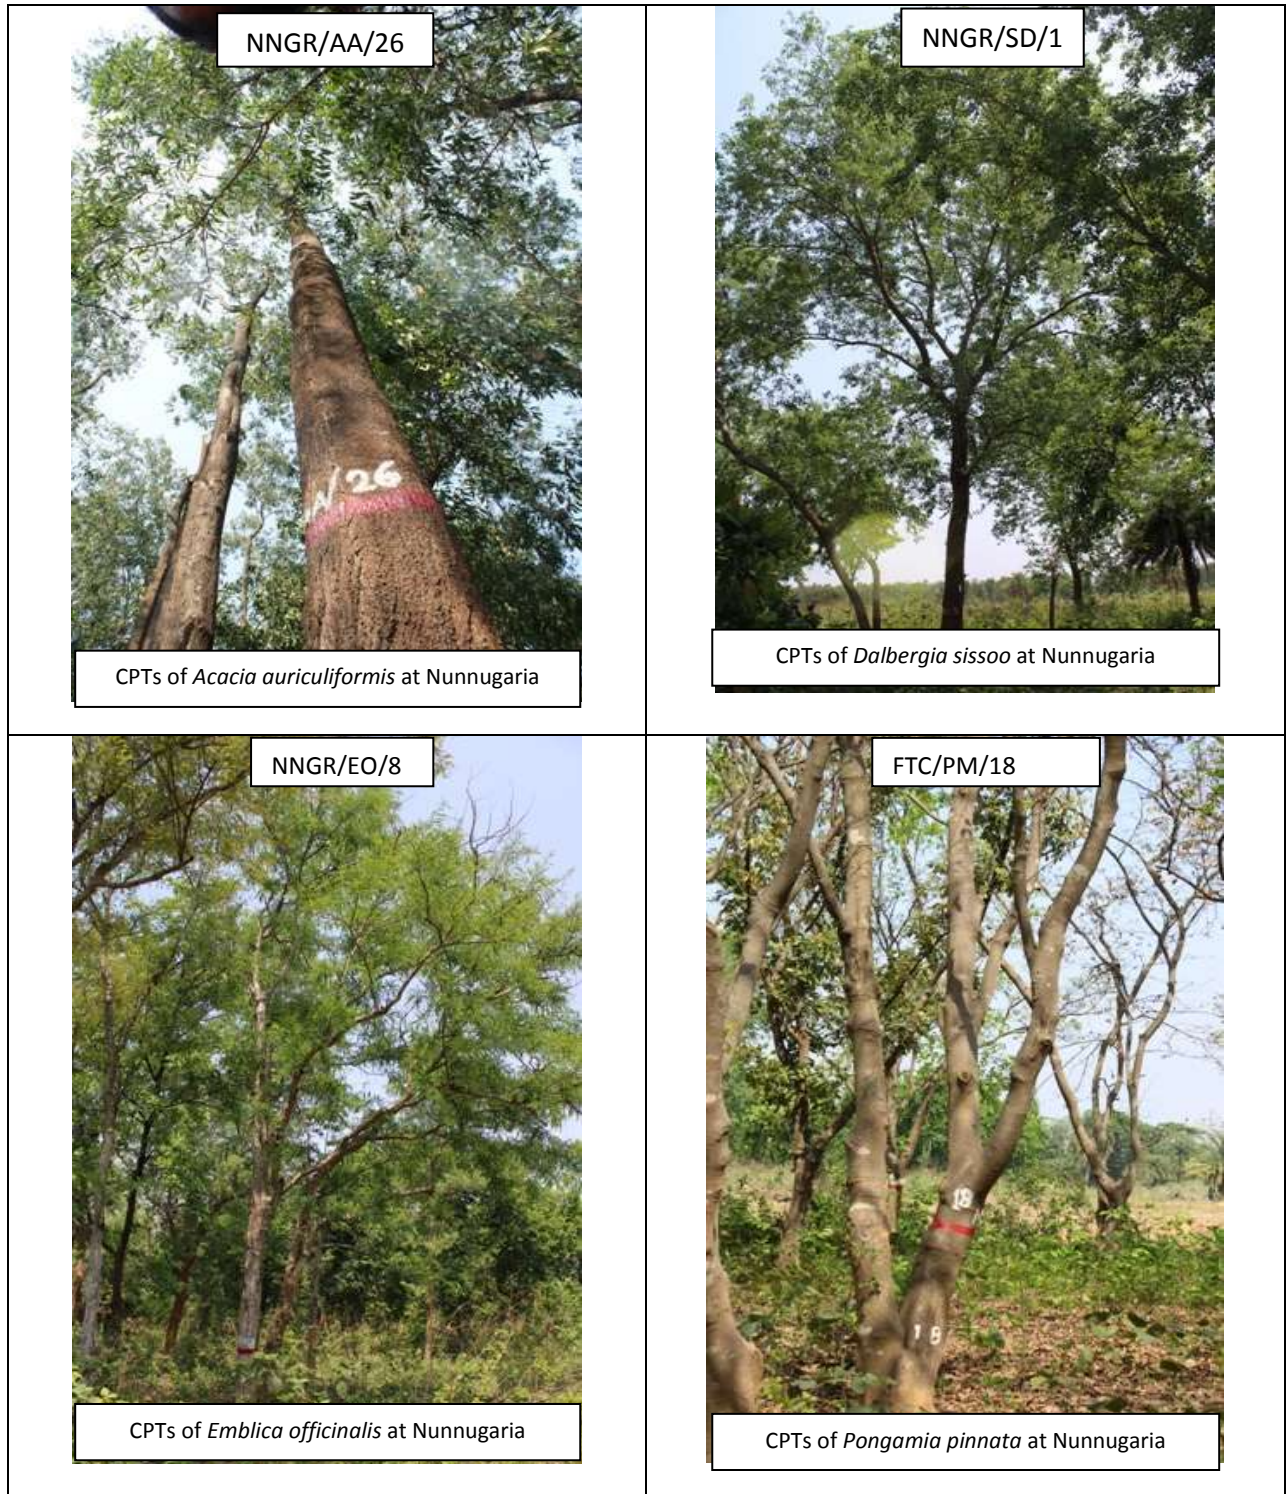 NNGR/AA/26
26
CPTs of Acacia auriculiformis at Nunnugaria
NNGR/SD/1
CPTs of Dalbergia sissoo at Nunnugaria
NNGR/EO/8
CPTs of Emblica officinalis at Nunnugaria
FTC/PM/18
18
18
CPTs of Pongamia pinnata at Nunnugaria